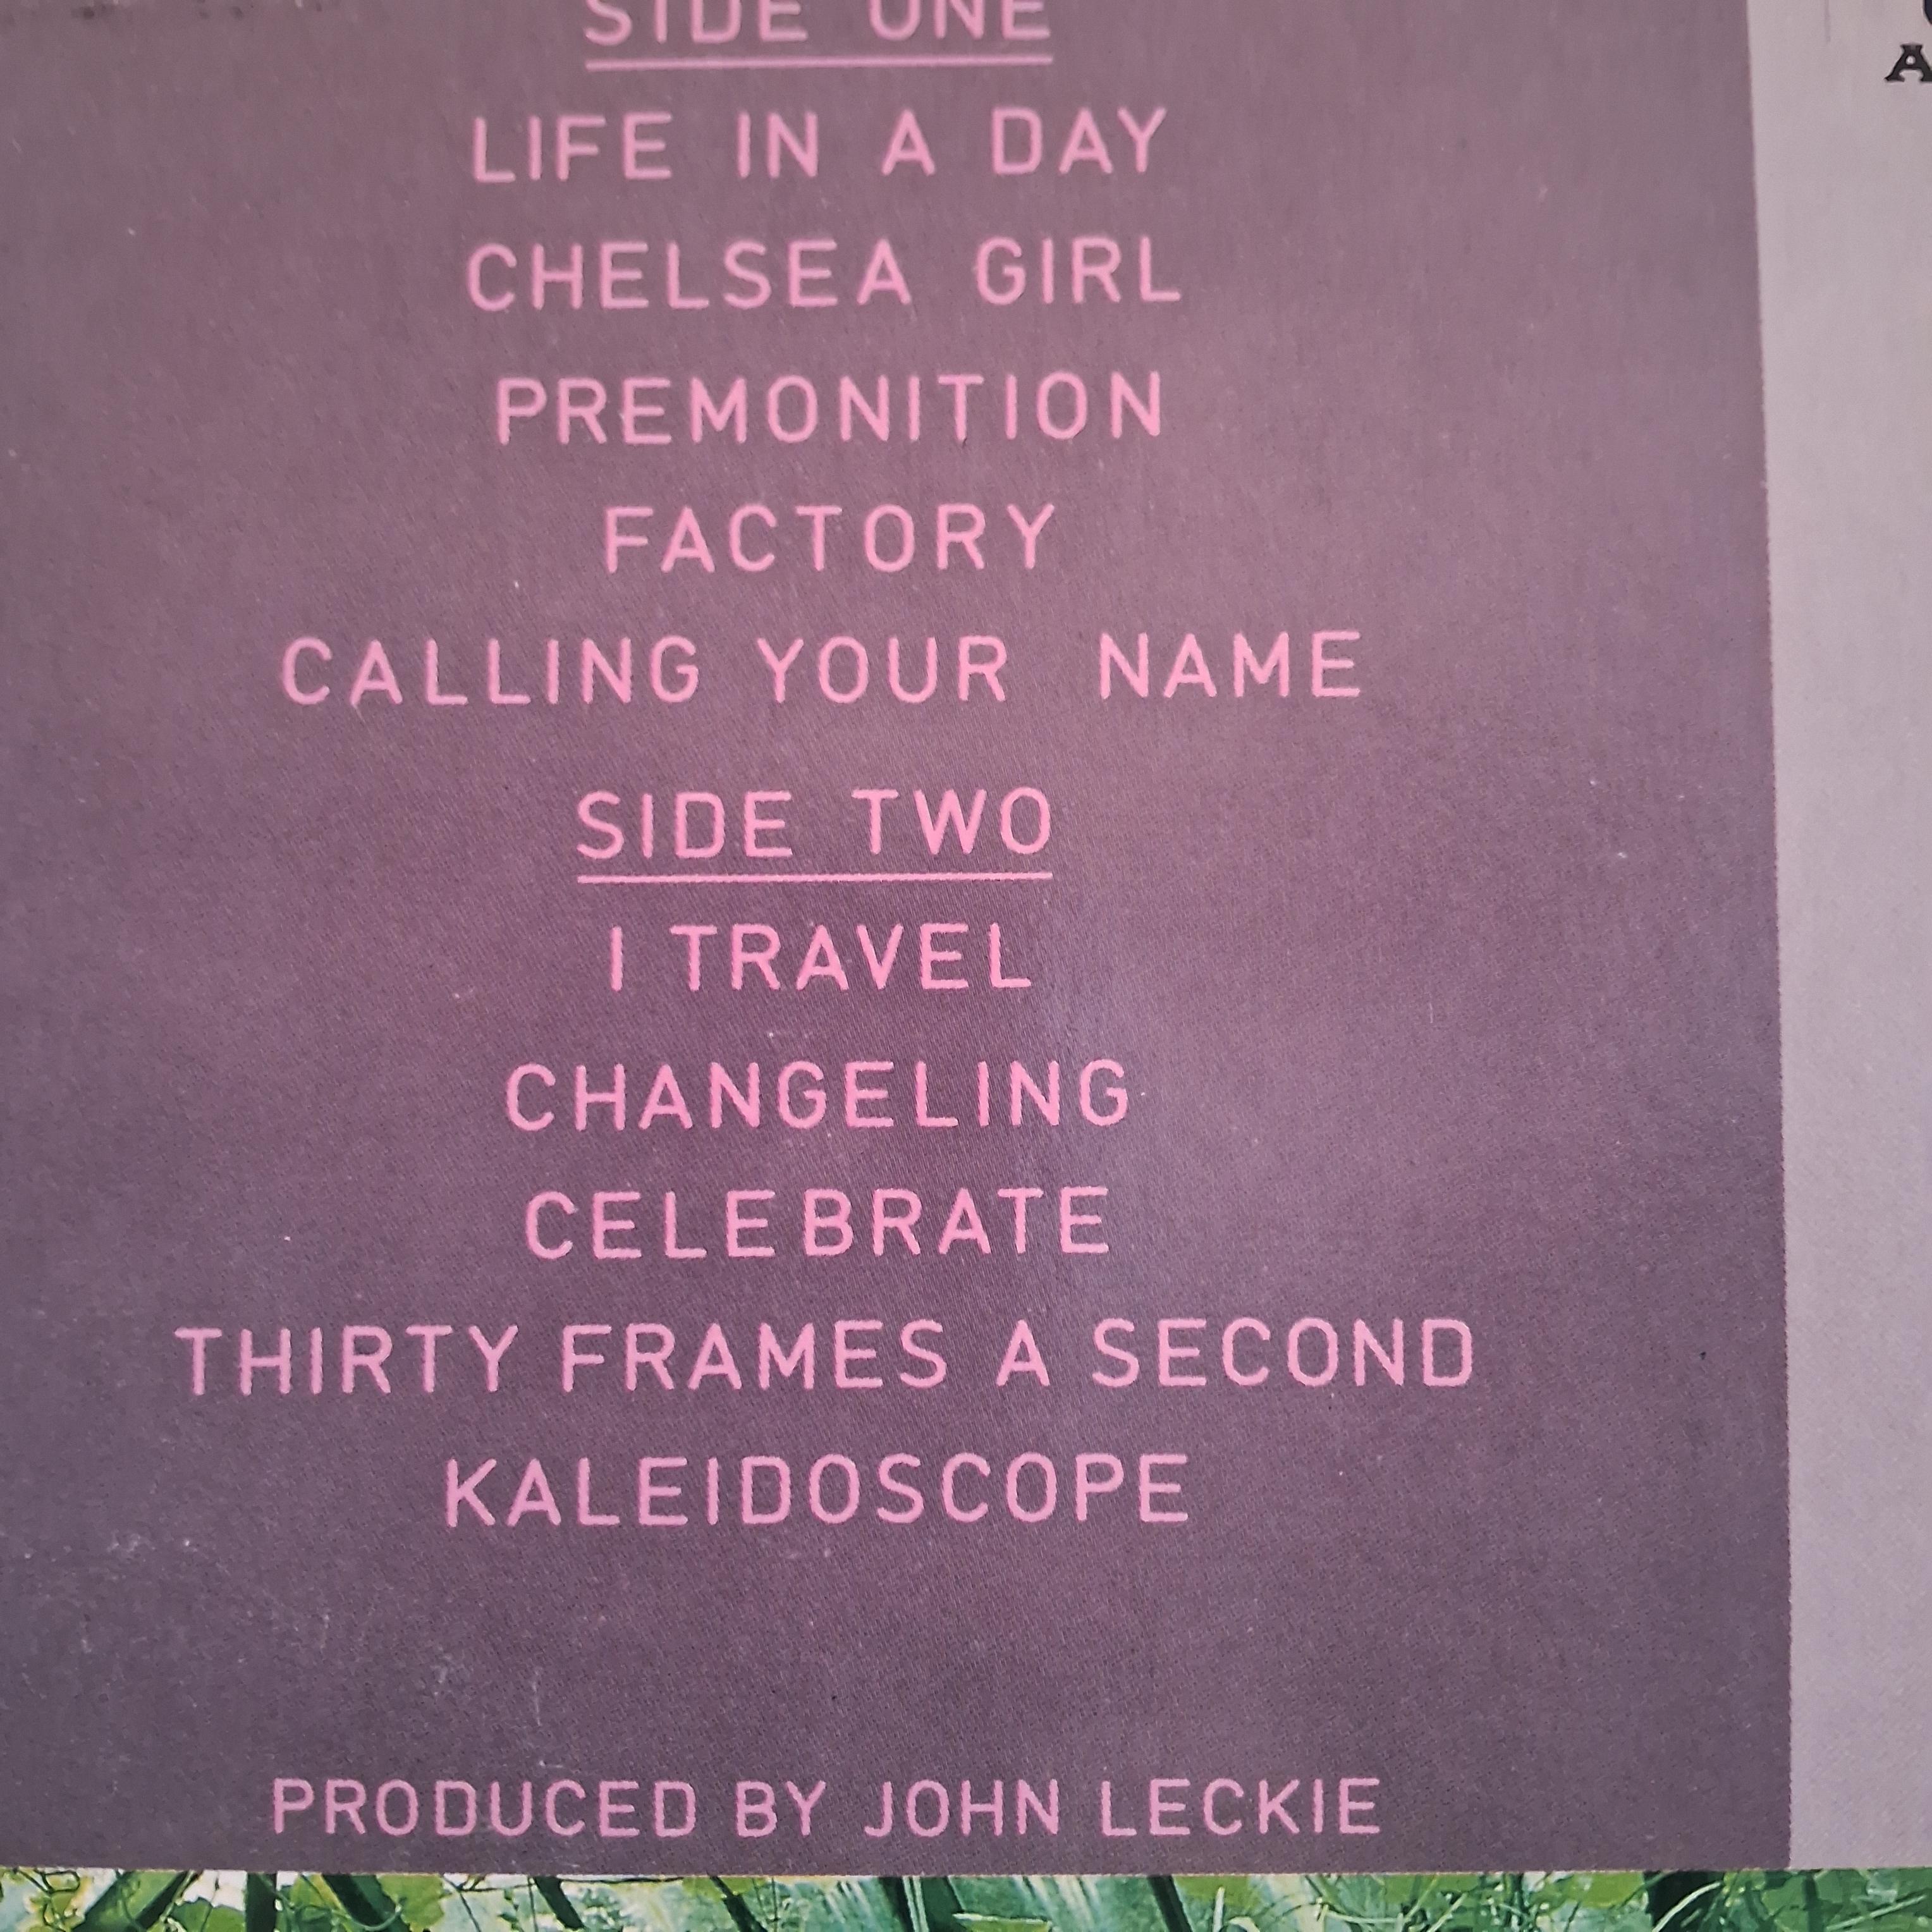 SIDE ONE
LIFE IN A DAY
CHELSEA GIRL
PREMONITION
FACTORY
CALLING YOUR NAME
SIDE TWO
I TRAVEL
CHANGELING
CELEBRATE
THIRTY FRAMES A SECOND
KALEIDOSCOPE
PRODUCED BY JOHN LECKIE